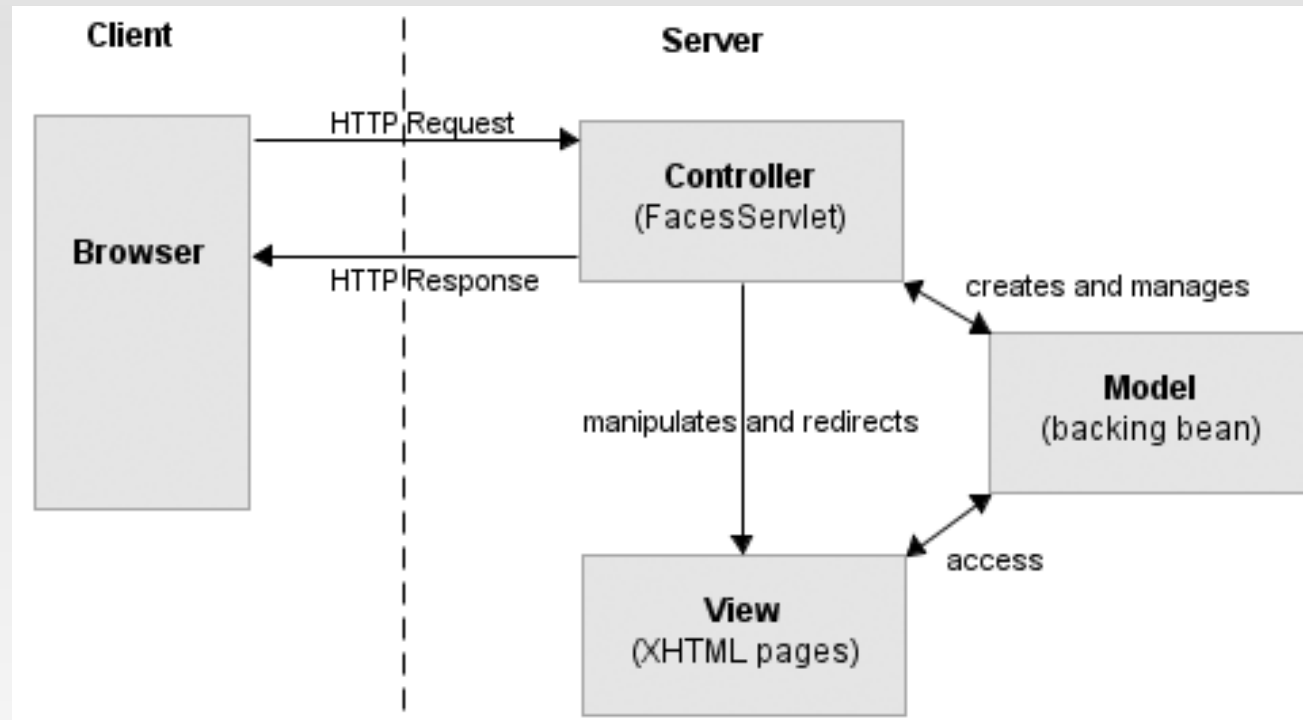 Client
Server
HTTP Request
Controller
(FacesServlet)
Browser
HTTP Response
creates and manages
Model
(backing bean)
manipulates and redirects
access
View
(XHTML pages)